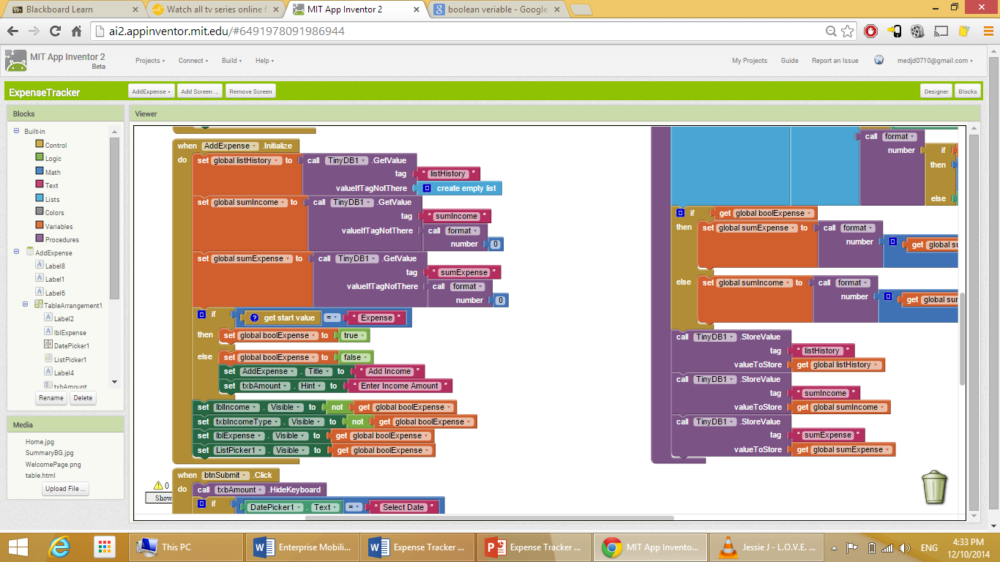 Blackboard Learn
Watch all tv series online f
MIT App Inventor 2
boolean veriable - Google
ai2.appinventor.mit.edu/#6491978091986944
MIT App Inventor 2
Beta
Projects
Connect
Build
Help
My Projects
Guide
Report an Issue
medjd0710@gmail.com
ExpenseTracker
AddExpense
Add Screen ...
Remove Screen
Designer
Blocks
Blocks
Built-in
Control
Logic
Math
Text
Lists
Colors
Variables
Procedures
AddExpense
Label8
Label1
Label6
TableArrangement1
Label2
lblExpense
DatePicker1
ListPicker1
Label4
txbAmount
Rename
Delete
Media
Home.jpg
SummaryBG.jpg
WelcomePage.png
table.html
Upload File ...
Viewer
when AddExpense .Initialize
do set global listHistory to call TinyDB1 .GetValue
tag " listHistory "
valueIfTagNotThere create empty list
set global sumIncome to call TinyDB1 .GetValue
tag " sumIncome "
valueIfTagNotThere call format
number 0
set global sumExpense to call TinyDB1 .GetValue
tag " sumExpense "
valueIfTagNotThere call format
number 0
if ? get start value = " Expense "
then set global boolExpense to true
else set global boolExpense to false
set AddExpense . Title to " Add Income "
set txbAmount . Hint to " Enter Income Amount "
set lblIncome . Visible to not get global boolExpense
set txbIncomeType . Visible to not get global boolExpense
set lblExpense . Visible to get global boolExpense
set ListPicker1 . Visible to get global boolExpense
when btnSubmit .Click
do call txbAmount .HideKeyboard
if DatePicker1 . Text = " Select Date "
0
Show
call format
number if
then
else
if get global boolExpense
then set global sumExpense to call format
number get global su
else set global sumIncome to call format
number get global sur
call TinyDB1 .StoreValue
tag " listHistory "
valueToStore get global listHistory
call TinyDB1 .StoreValue
tag " sumIncome "
valueToStore get global sumIncome
call TinyDB1 .StoreValue
tag " sumExpense "
valueToStore get global sumExpense
This PC
Enterprise Mobili...
Expense Tracker ...
Expense Tracker ...
MIT App Invento...
Jessie J - L.O.V.E. ...
ENG
4:33 PM
12/10/2014